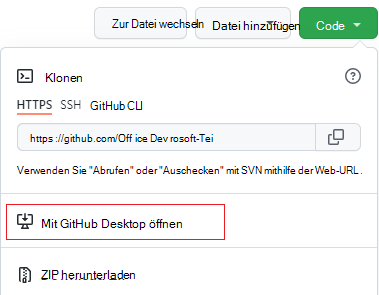 Zur Datei wechseln Datei hinzufügen Code
Klonen
HTTPS SSH GitHub CLI
https://github.com/Off ice Dev rosoft-Tei
Verwenden Sie "Abrufen" oder "Auschecken" mit SVN mithilfe der Web-URL .
Mit GitHub Desktop öffnen
ZIP herunterladen